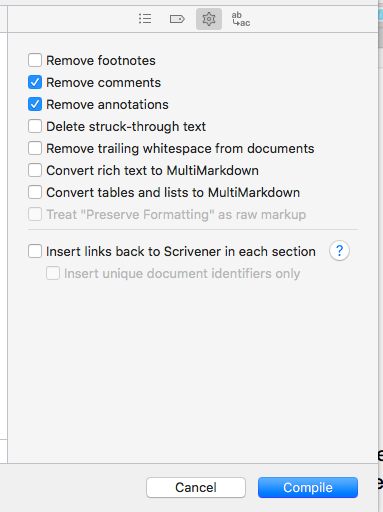 ab
ac
Remove footnotes
Remove comments
Remove annotations
Delete struck-through text
Remove trailing whitespace from documents
Convert rich text to MultiMarkdown
Convert tables and lists to MultiMarkdown
Treat "Preserve Formatting" as raw markup
Insert links back to Scrivener in each section ?
Insert unique document identifiers only
Cancel Compile